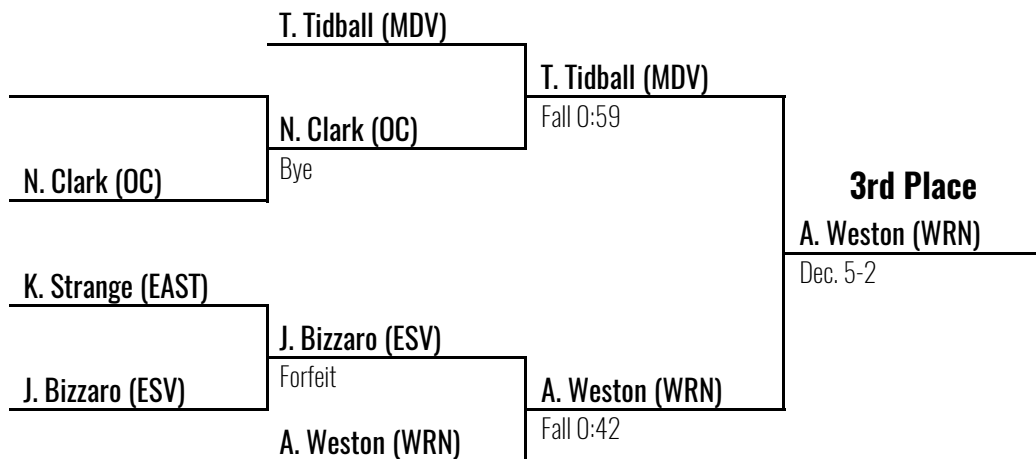 T. Tidball (MDV)
T. Tidball (MDV)
Fall 0:59
N. Clark (OC)
Bye
N. Clark (OC)
3rd Place
A. Weston (WRN)
Dec. 5-2
K. Strange (EAST)
J. Bizzaro (ESV)
Forfeit
J. Bizzaro (ESV)
A. Weston (WRN)
Fall 0:42
A. Weston (WRN)